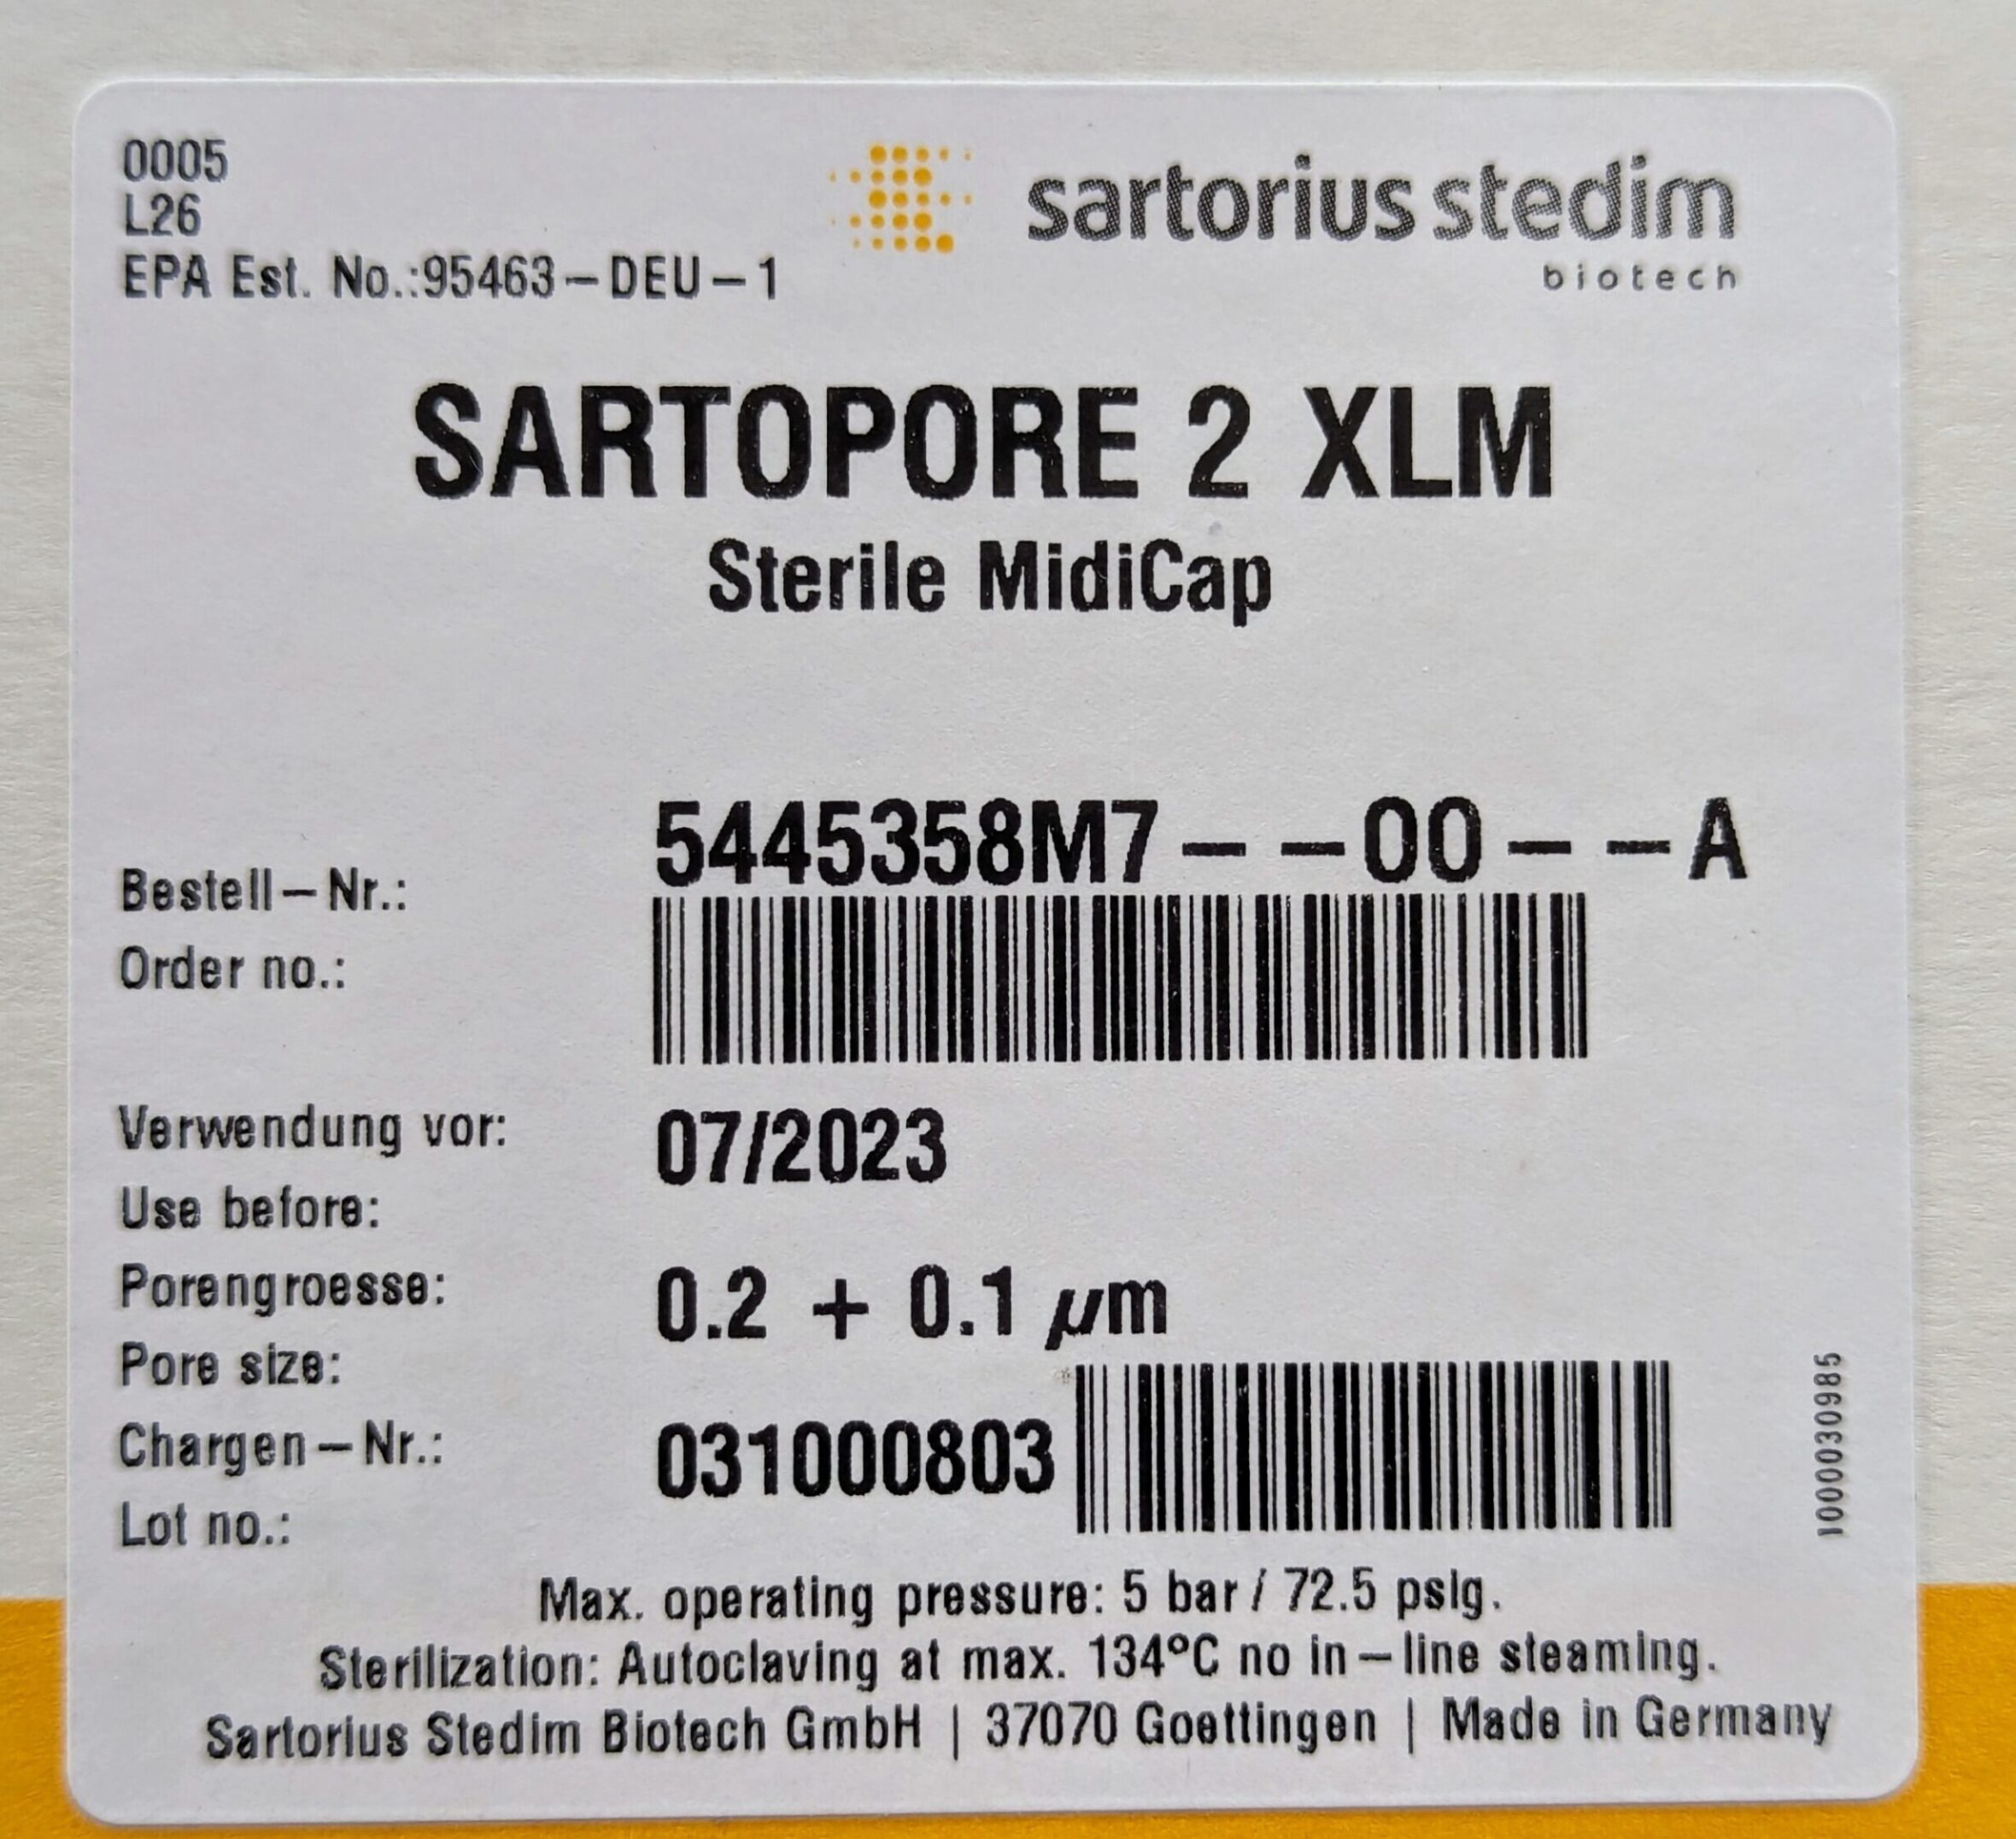 0005
L26
EPA Est. No.:95463-DEU-1
sartorius stedim
biotech
SARTOPORE 2 XLM
Sterile MidiCap
5445358M7--00--A
Bestell-Nr.:
Order no.:
Verwendung vor:
07/2023
Use before:
Porengroesse:
0.2 + 0.1 µm
Pore size:
Chargen-Nr.:
031000803
Lot no.:
1000030985
Max. operating pressure: 5 bar / 72.5 psig.
Sterilization: Autoclaving at max. 134°C no in-line steaming.
Sartorius Stedim Biotech GmbH | 37070 Goettingen | Made in Germany